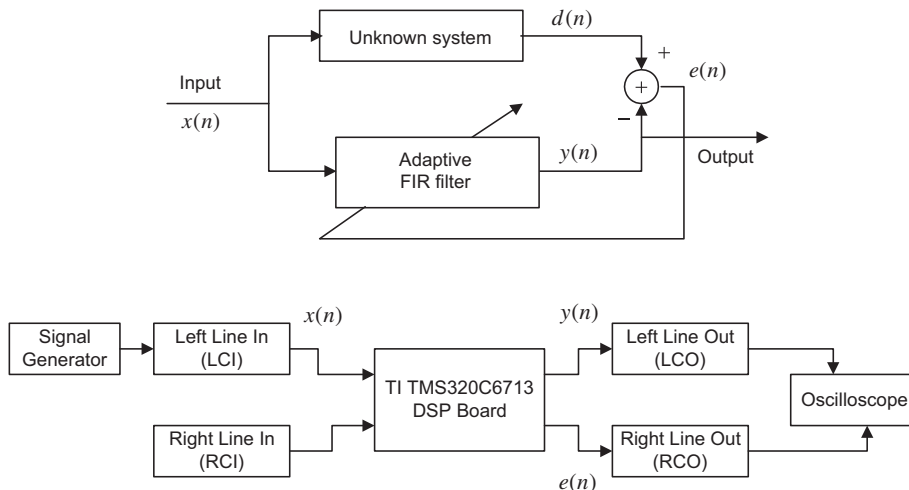 Unknown system
d(n)
+
e(n)
Input
+
x(n)
−
Adaptive
FIR filter
y(n)
Output
x(n)
y(n)
Signal
Generator
Left Line In
(LCI)
TI TMS320C6713
DSP Board
Left Line Out
(LCO)
Oscilloscope
Right Line In
(RCI)
Right Line Out
(RCO)
e(n)